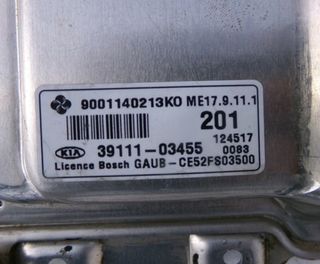 9001140213KO ME17.9.11.1
201
124517
KIA 39111-03455 0083
Licence Bosch GAUB-CE52FS03500